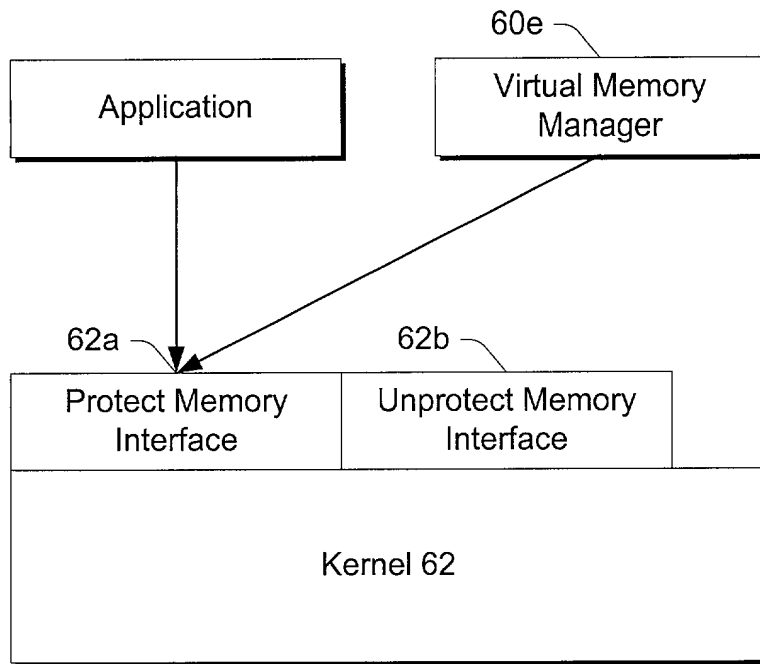 60e
Application
Virtual Memory
Manager
62a
62b
Protect Memory
Interface
Unprotect Memory
Interface
Kernel 62